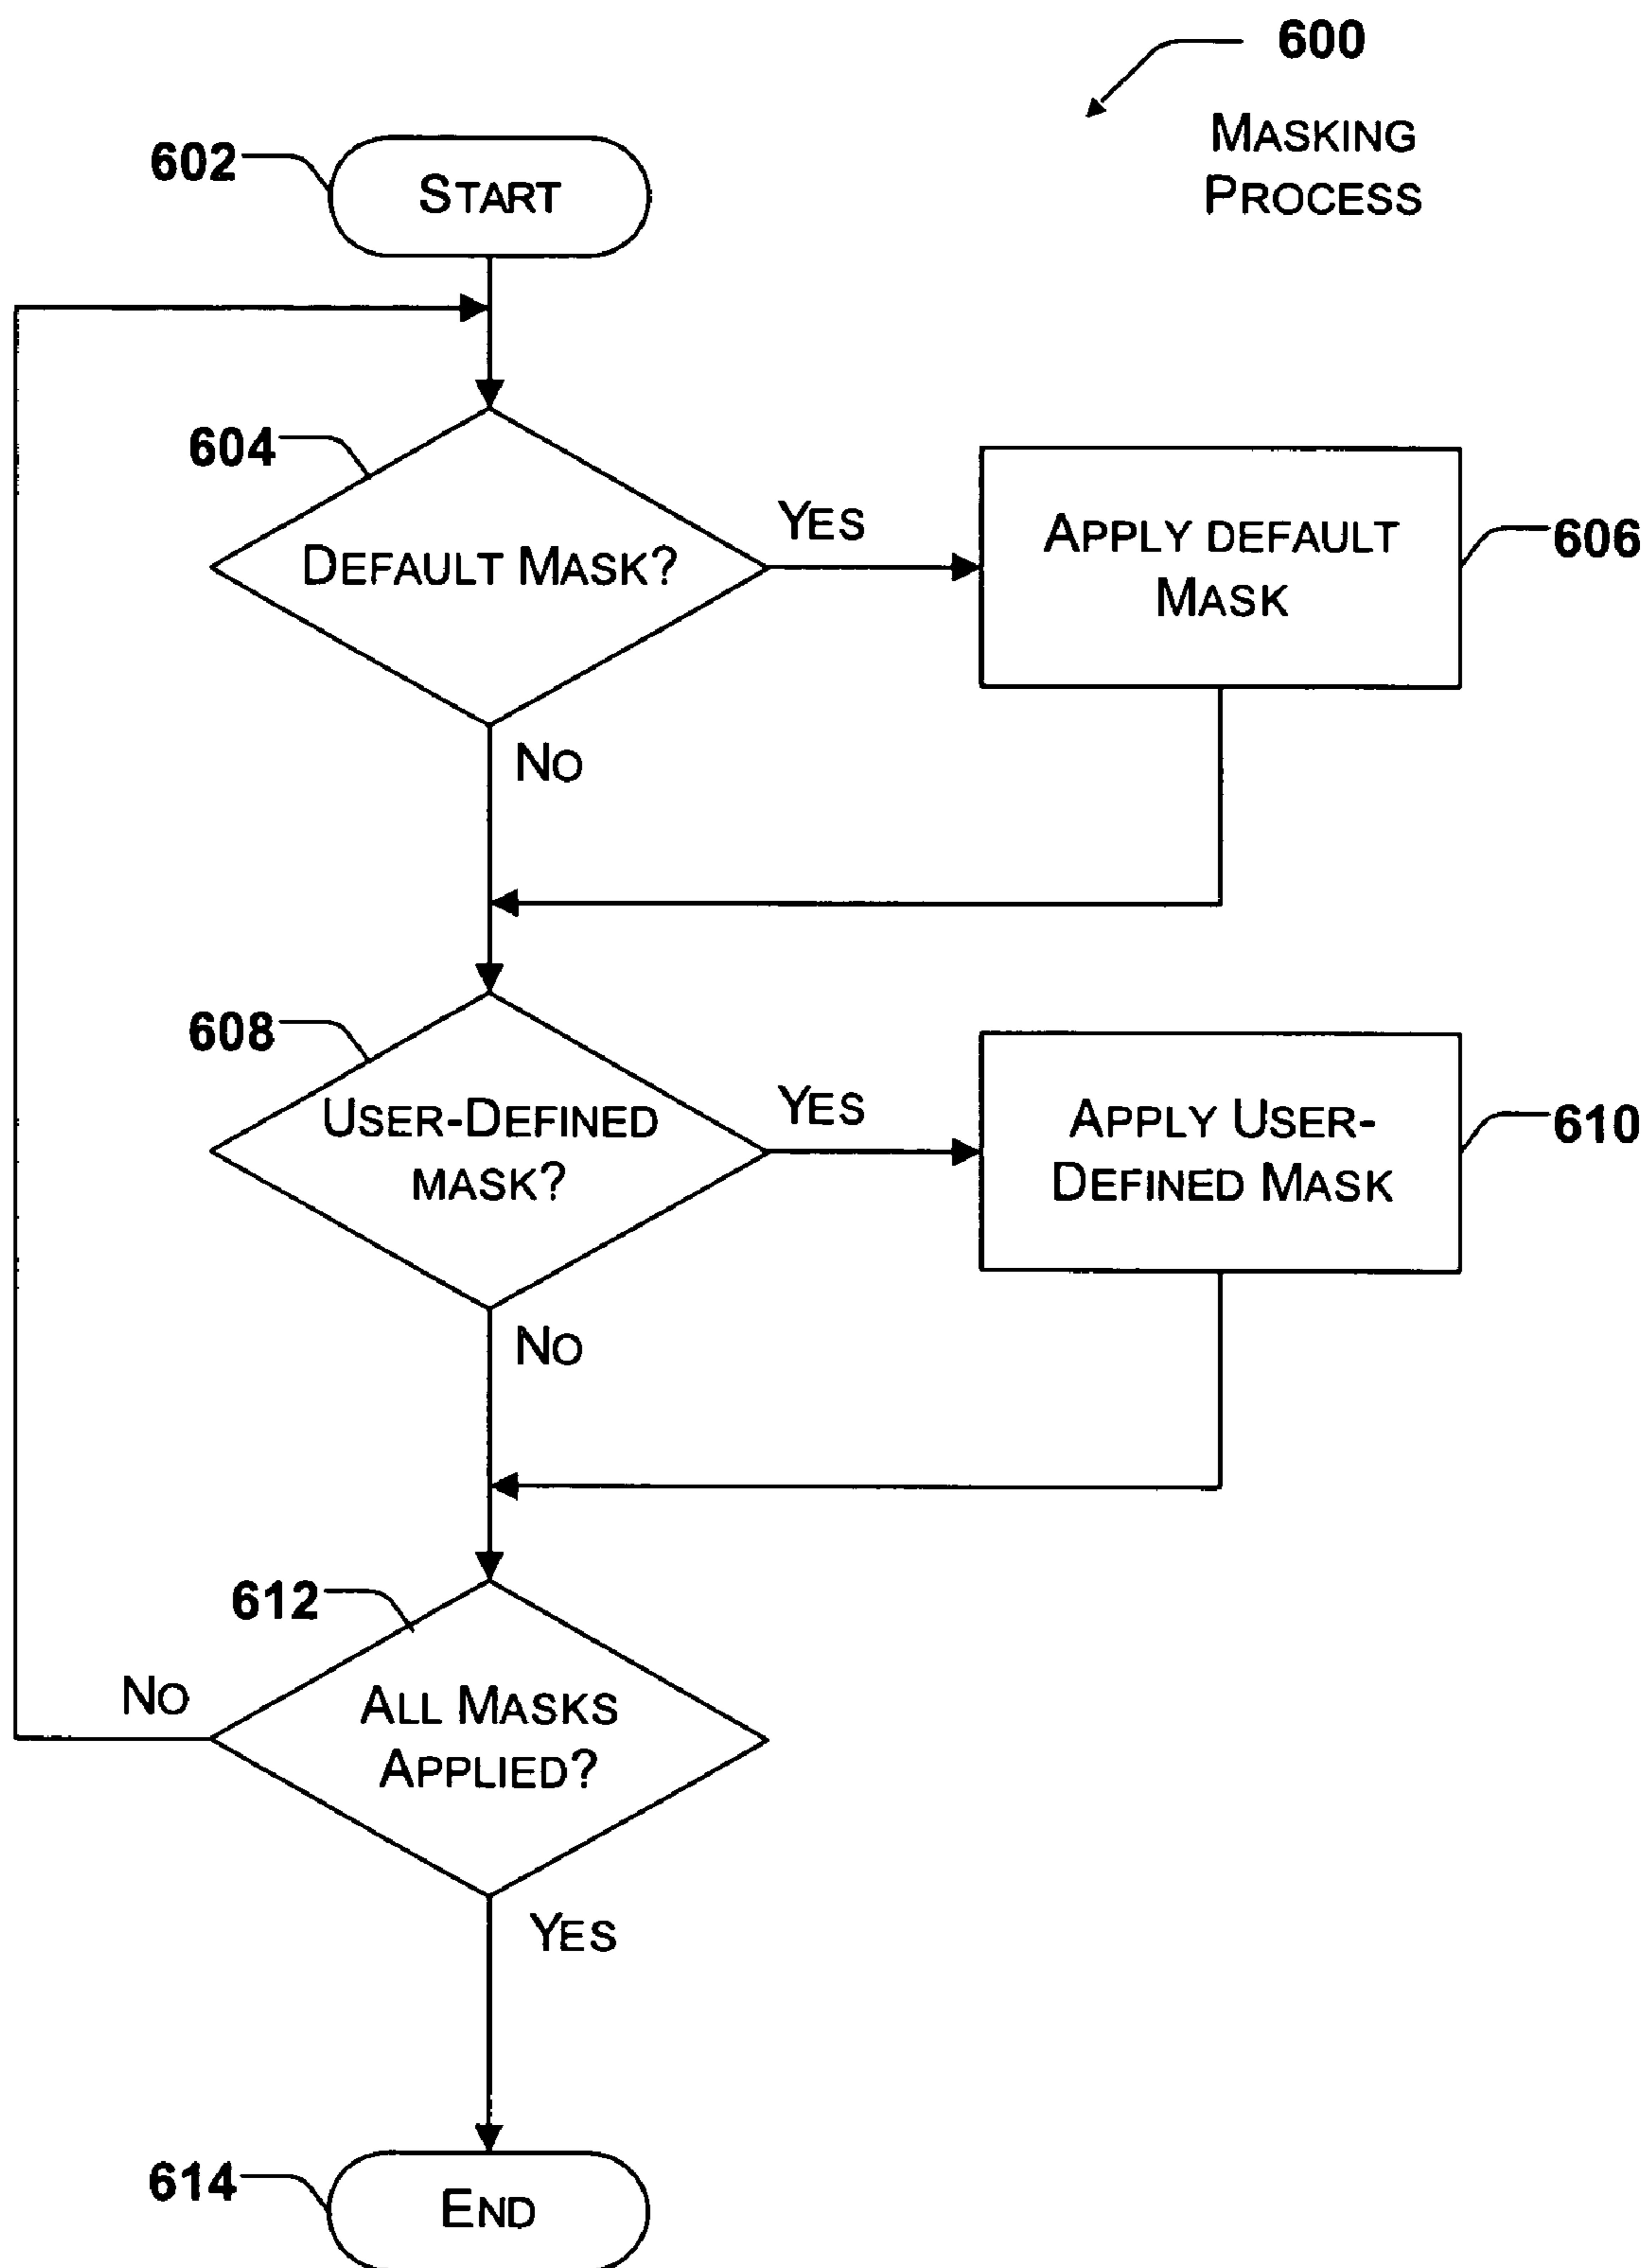 600
MASKING
PROCESS
602
START
604
DEFAULT MASK?
YES
APPLY DEFAULT
MASK
606
NO
608
USER-DEFINED
MASK?
YES
APPLY USER-
DEFINED MASK
610
NO
612
ALL MASKS
APPLIED?
NO
YES
614
END